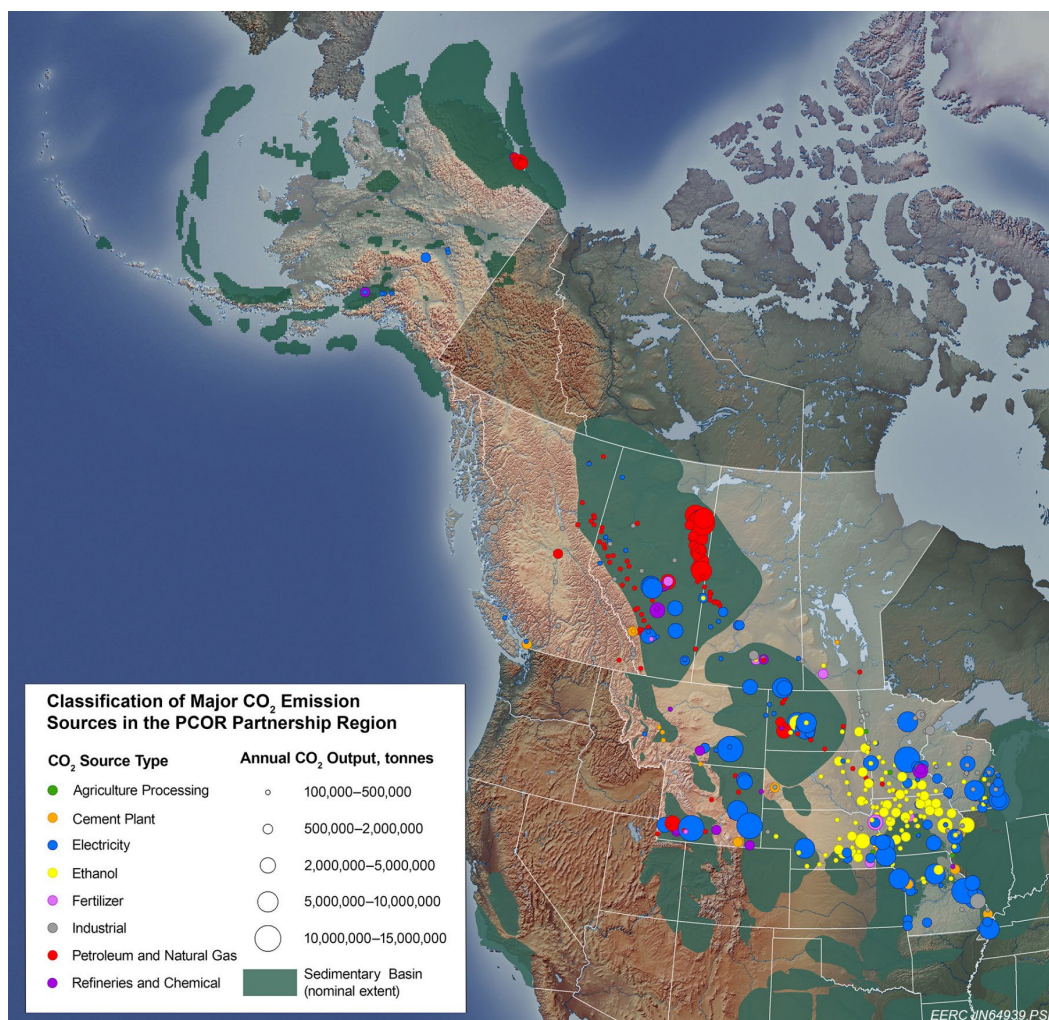 Classification of Major CO₂ Emission
Sources in the PCOR Partnership Region
CO₂ Source Type
Agriculture Processing
Cement Plant
Electricity
Ethanol
Fertilizer
Industrial
Petroleum and Natural Gas
Refineries and Chemical
Annual CO₂ Output, tonnes
100,000–500,000
500,000–2,000,000
2,000,000–5,000,000
5,000,000–10,000,000
10,000,000–15,000,000
Sedimentary Basin
(nominal extent)
EERC JN64939.PSD